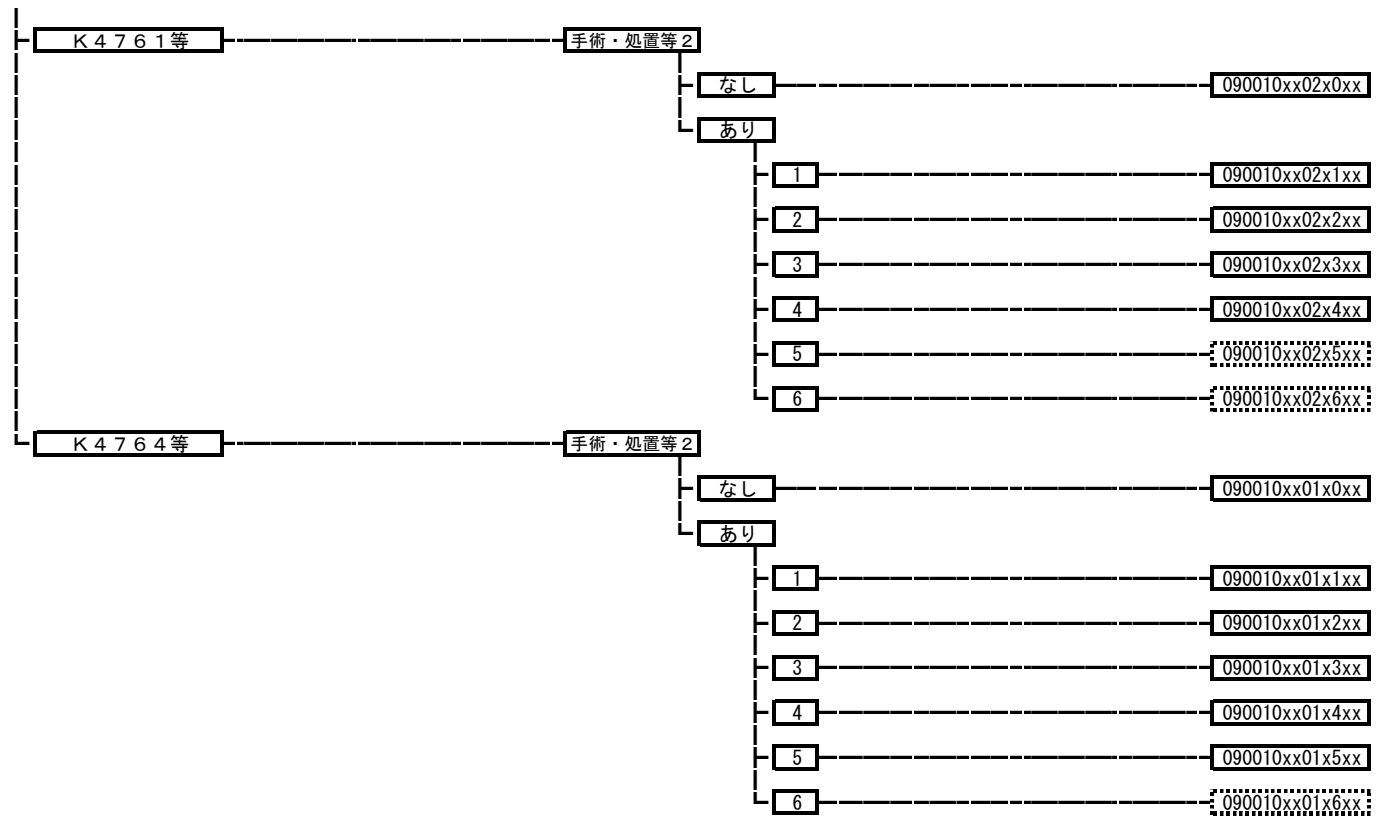 Ｋ４７６１等 手術・処置等２
なし 090010xx02x0xx
あり
1 090010xx02x1xx
2 090010xx02x2xx
3 090010xx02x3xx
4 090010xx02x4xx
5 090010xx02x5xx
6 090010xx02x6xx
Ｋ４７６４等 手術・処置等２
なし 090010xx01x0xx
あり
1 090010xx01x1xx
2 090010xx01x2xx
3 090010xx01x3xx
4 090010xx01x4xx
5 090010xx01x5xx
6 090010xx01x6xx